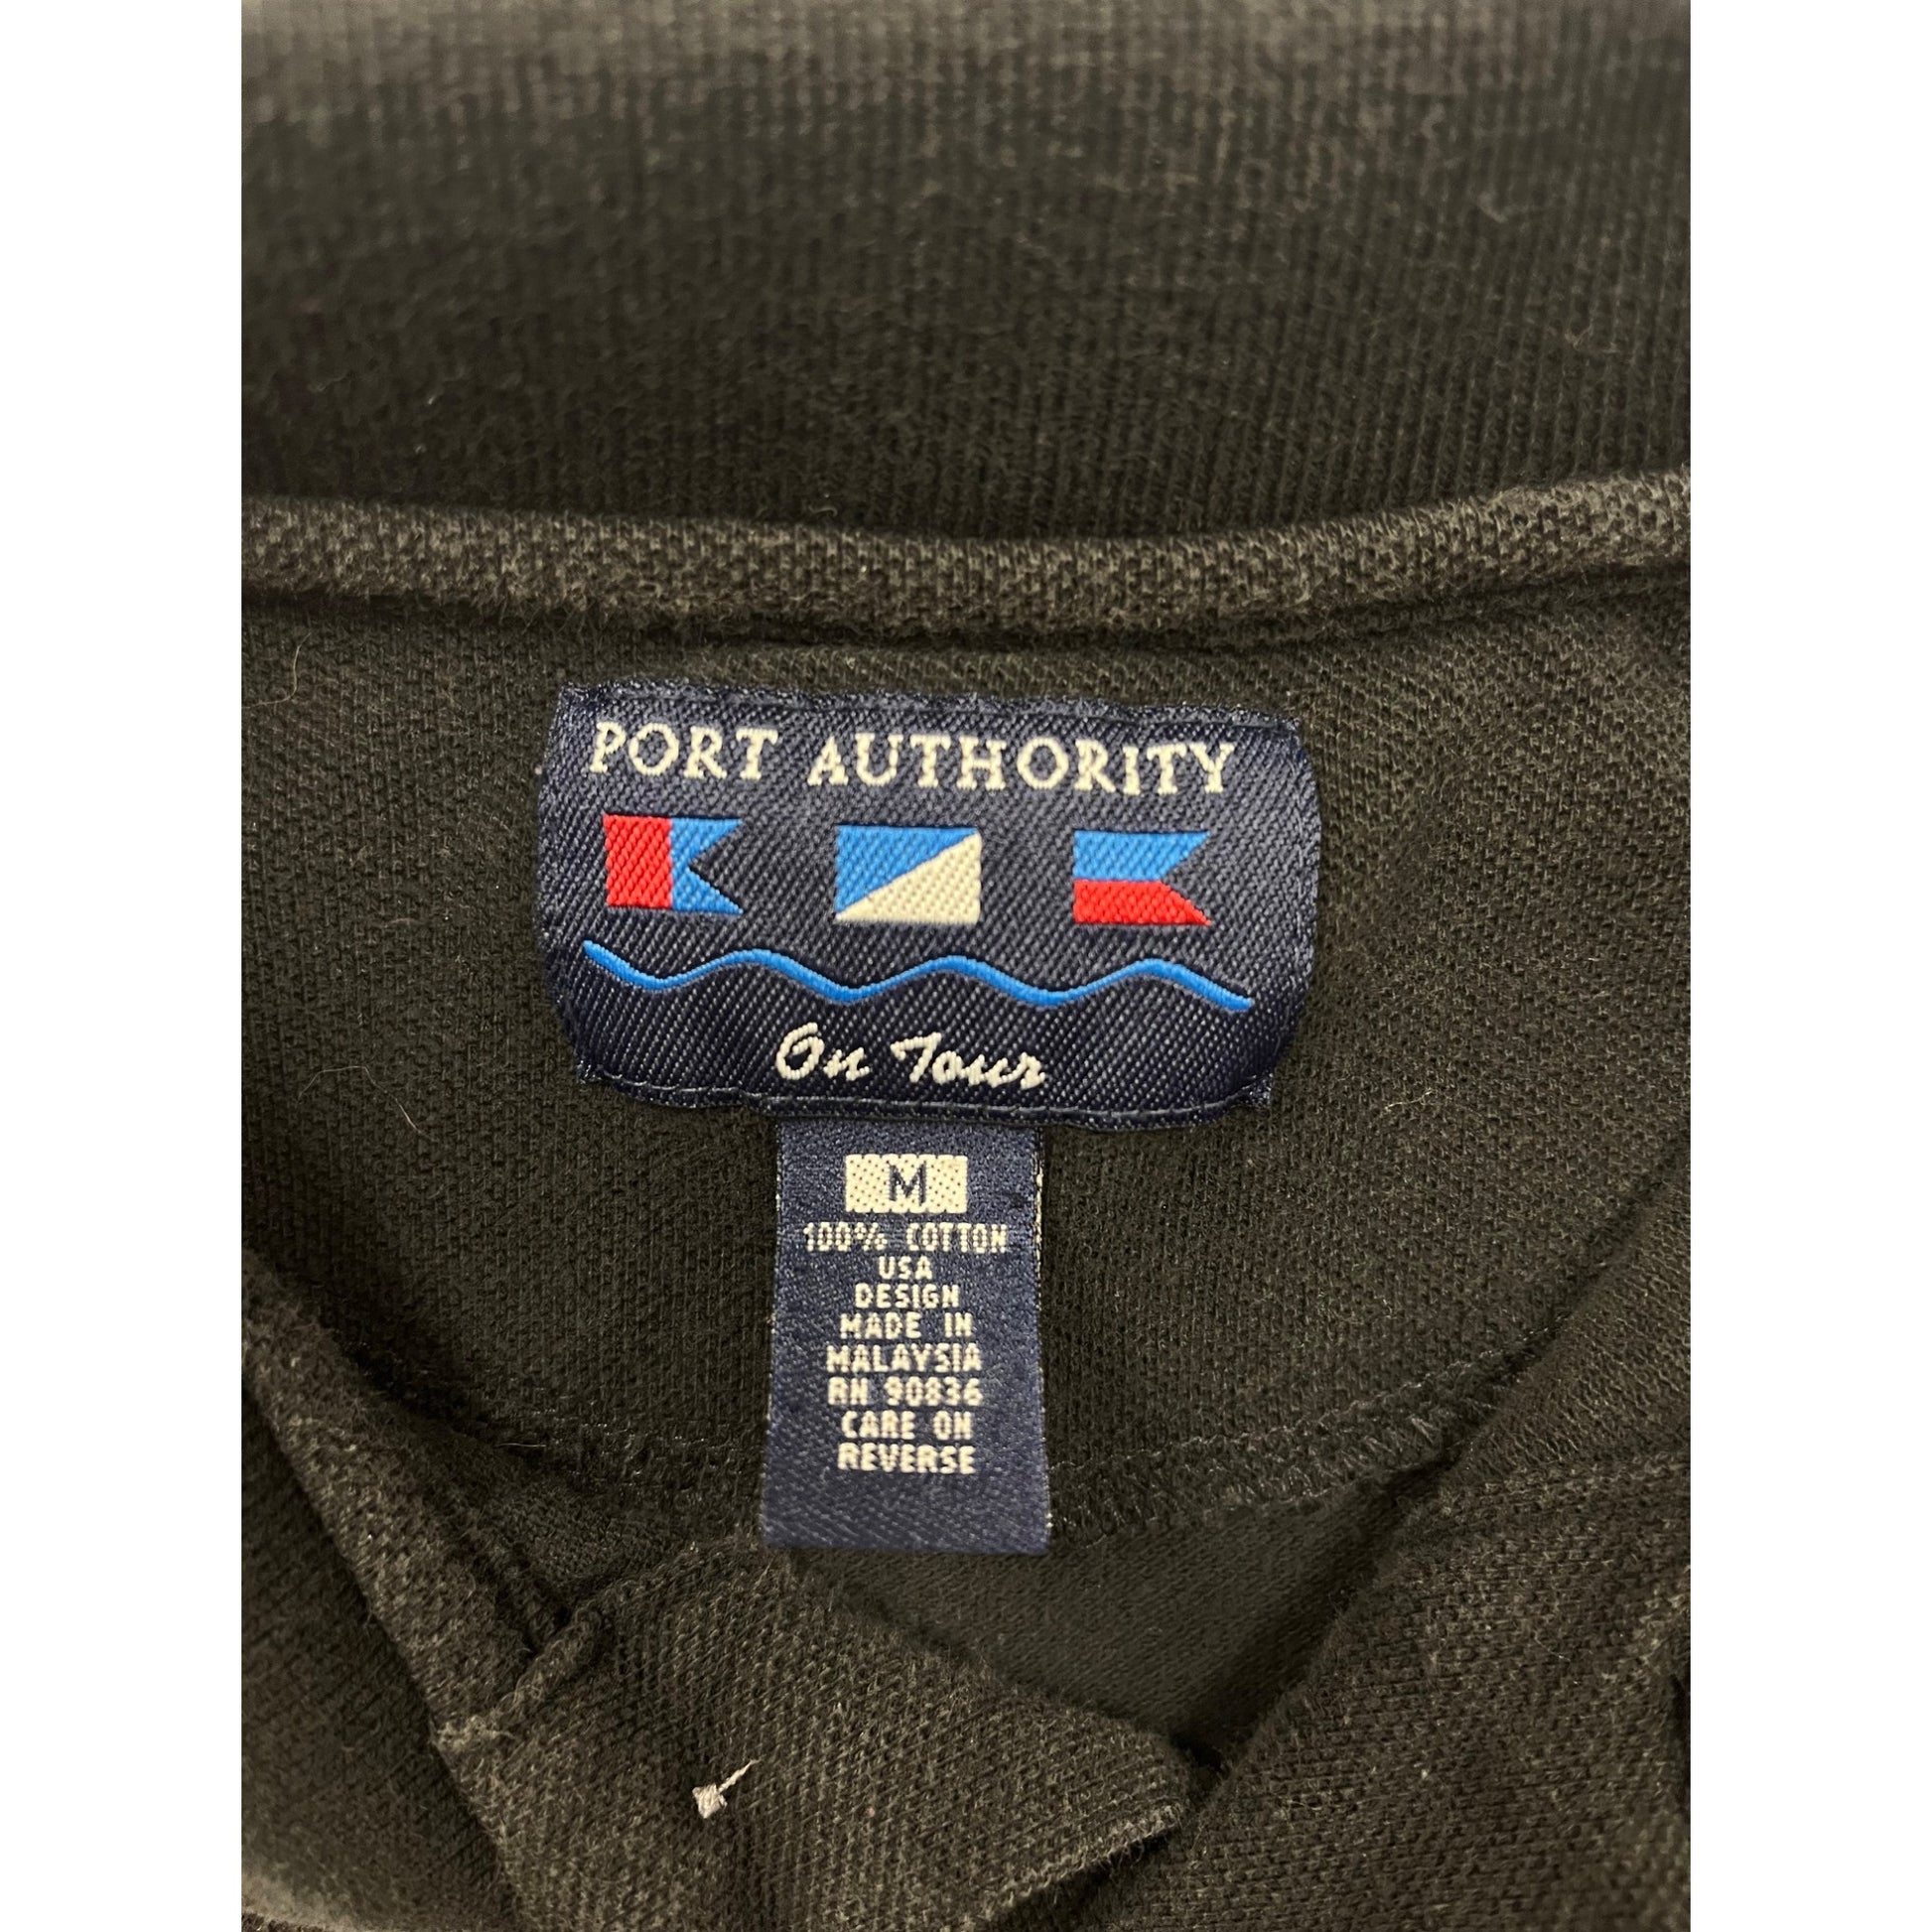 PORT AUTHORITY
On Tour
M
100% COTTON
USA
DESIGN
MADE IN
MALAYSIA
RN 90836
CARE ON
REVERSE